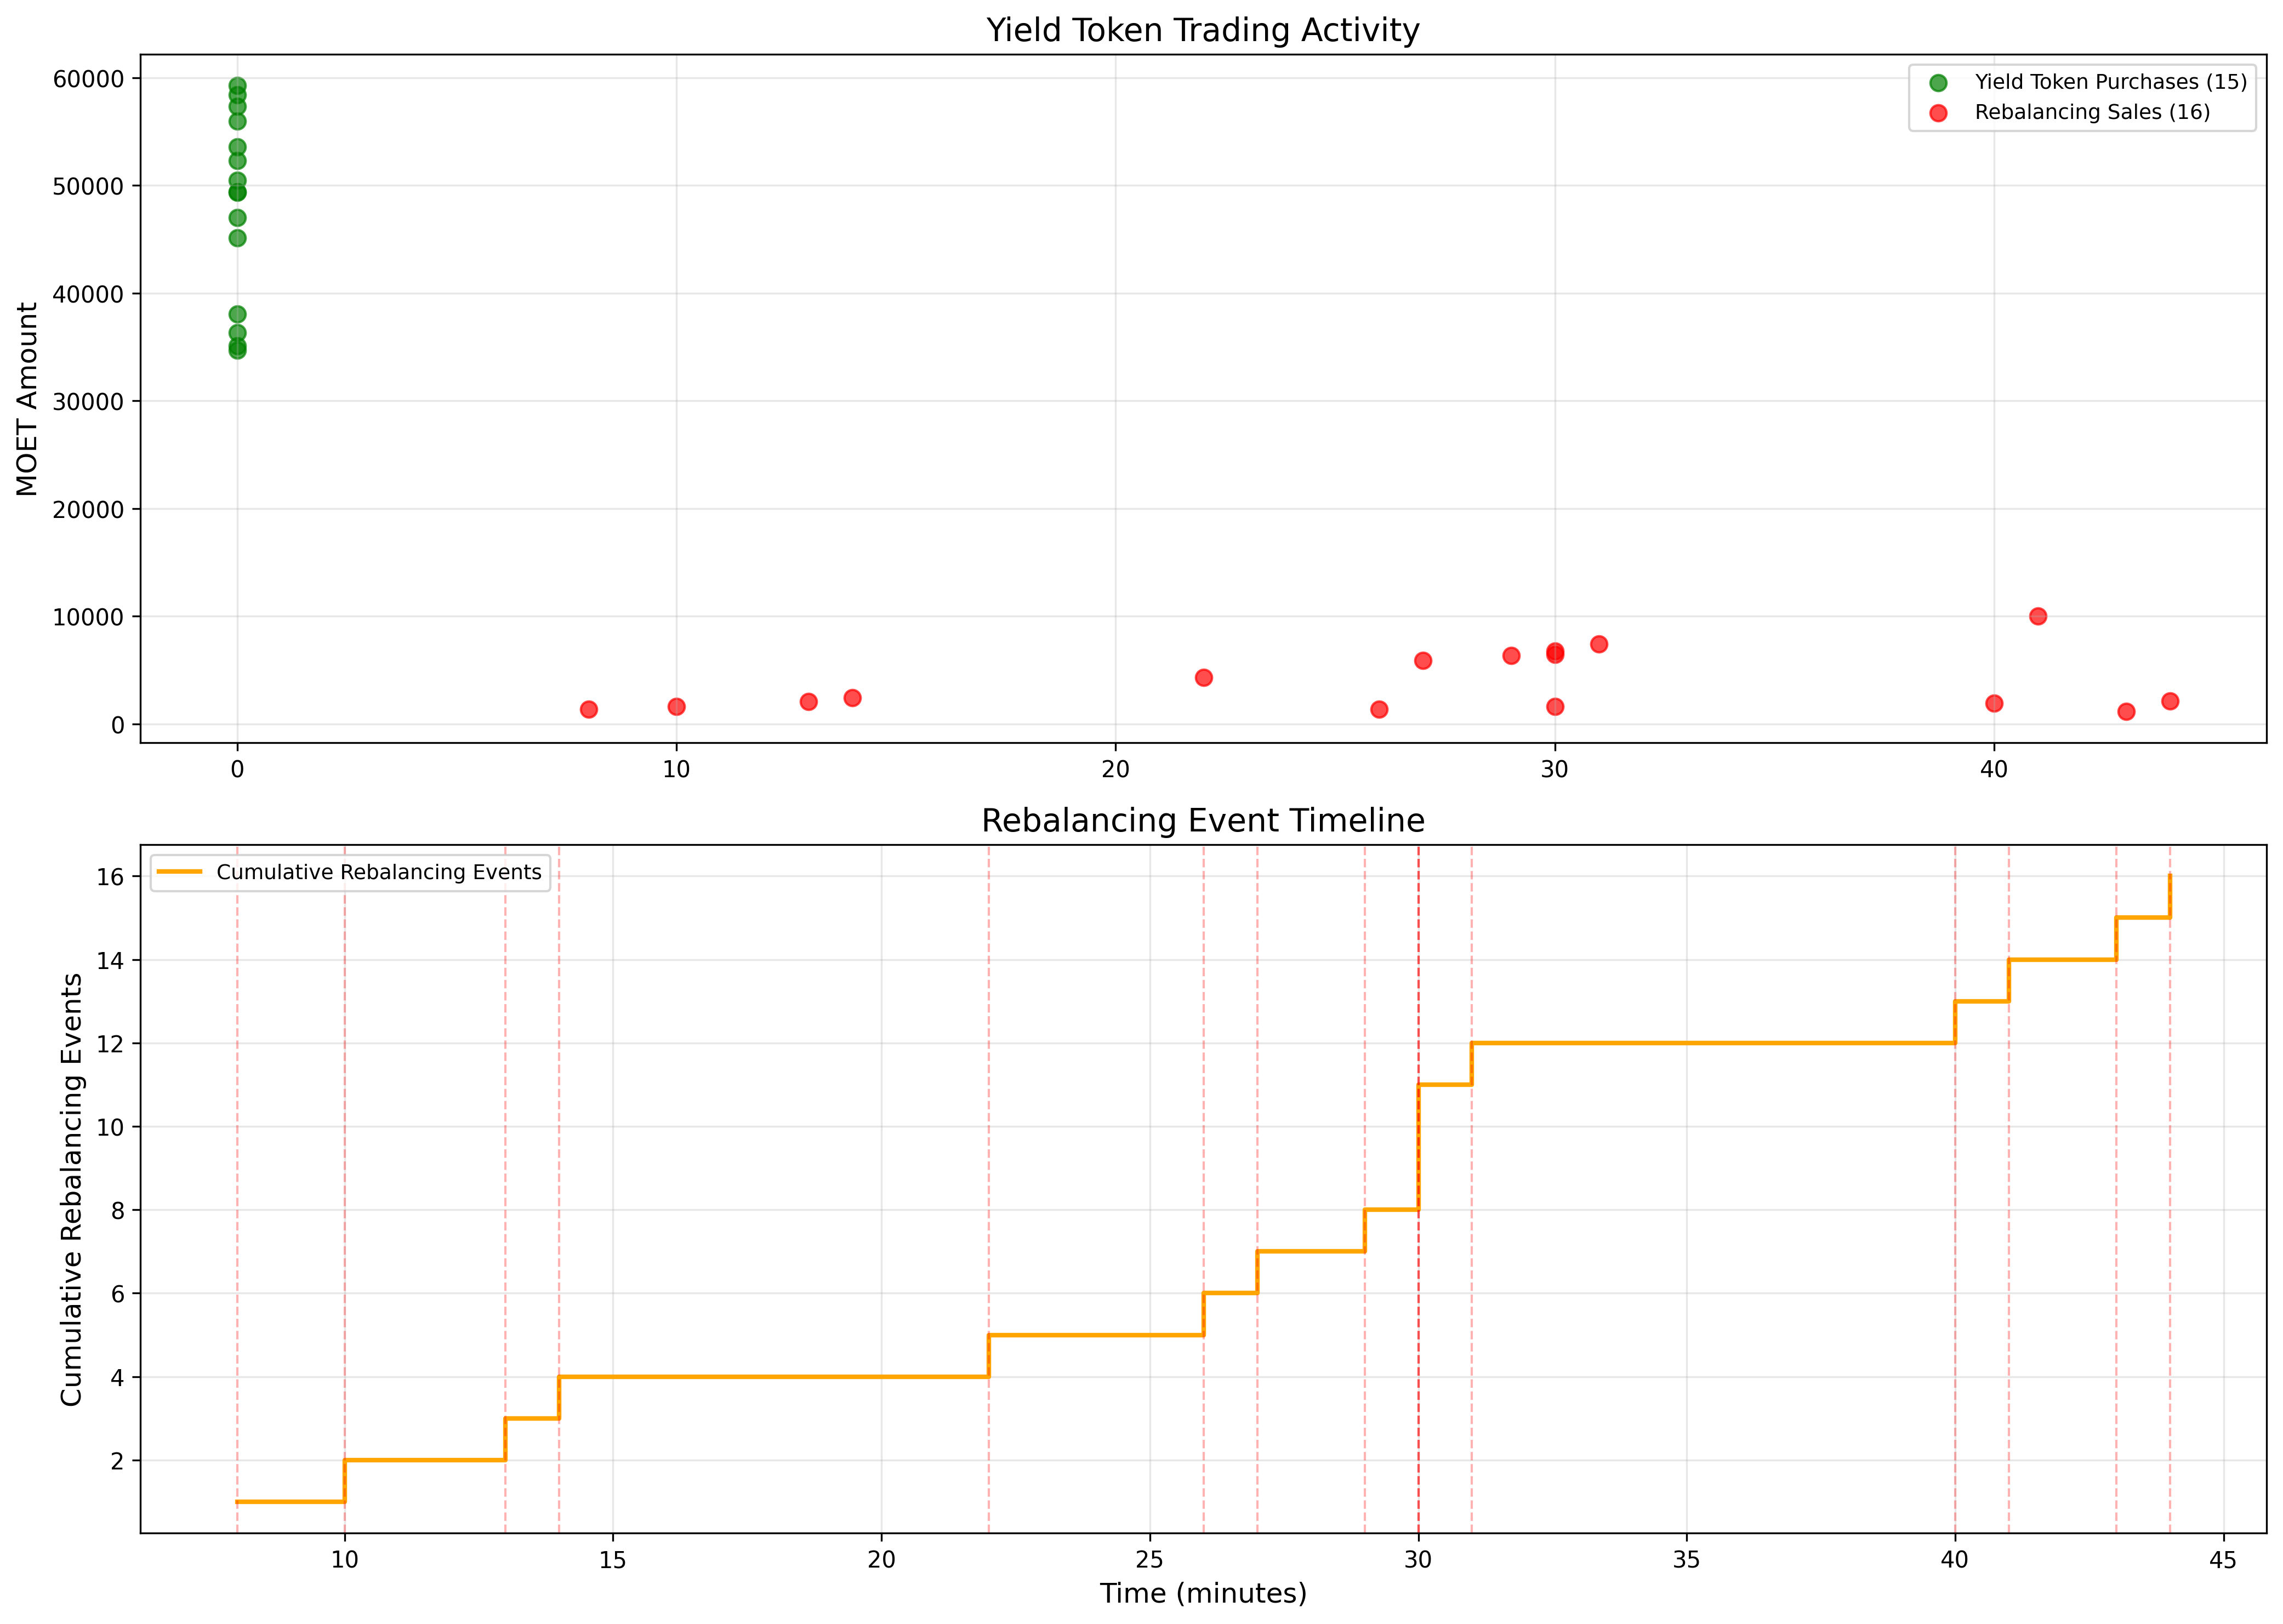 Yield Token Trading Activity
60000
50000
40000
30000
20000
10000
0
MOET Amount
Yield Token Purchases (15)
Rebalancing Sales (16)
0 10 20 30 40
Rebalancing Event Timeline
16
14
12
10
8
6
4
2
Cumulative Rebalancing Events
Cumulative Rebalancing Events
10 15 20 25 30 35 40 45
Time (minutes)